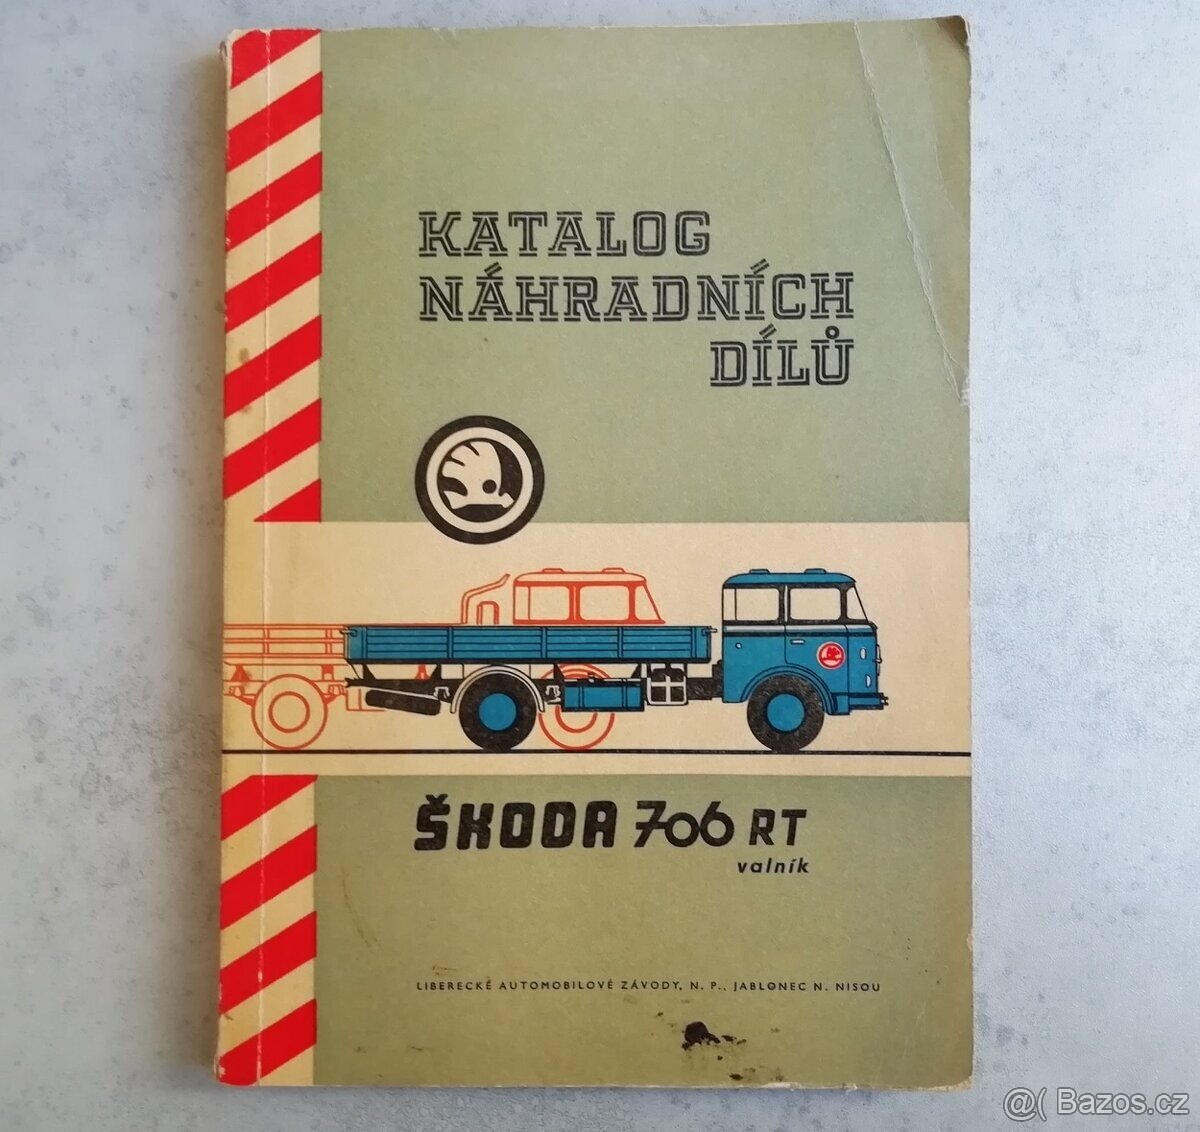 KATALOG
NÁHRADNÍCH
DÍLŮ
ŠKODA 706 RT
valník
LIBERECKÉ AUTOMOBILOVÉ ZÁVODY, N. P., JABLONEC N. NISOU
@( Bazos.cz